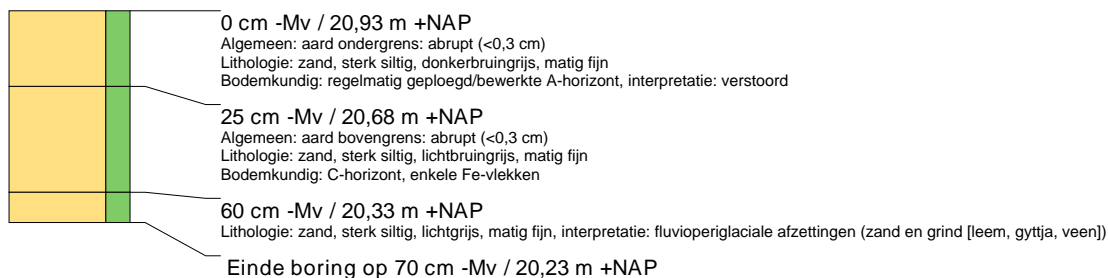 0 cm -Mv / 20,93 m +NAP
Algemeen: aard ondergrens: abrupt (<0,3 cm)
Lithologie: zand, sterk siltig, donkerbruingrijs, matig fijn
Bodemkundig: regelmatig geploegd/bewerkte A-horizont, interpretatie: verstoord
25 cm -Mv / 20,68 m +NAP
Algemeen: aard bovengrens: abrupt (<0,3 cm)
Lithologie: zand, sterk siltig, lichtbruingrijs, matig fijn
Bodemkundig: C-horizont, enkele Fe-vlekken
60 cm -Mv / 20,33 m +NAP
Lithologie: zand, sterk siltig, lichtgrijs, matig fijn, interpretatie: fluvioperiglaciale afzettingen (zand en grind [leem, gyttja, veen])
Einde boring op 70 cm -Mv / 20,23 m +NAP